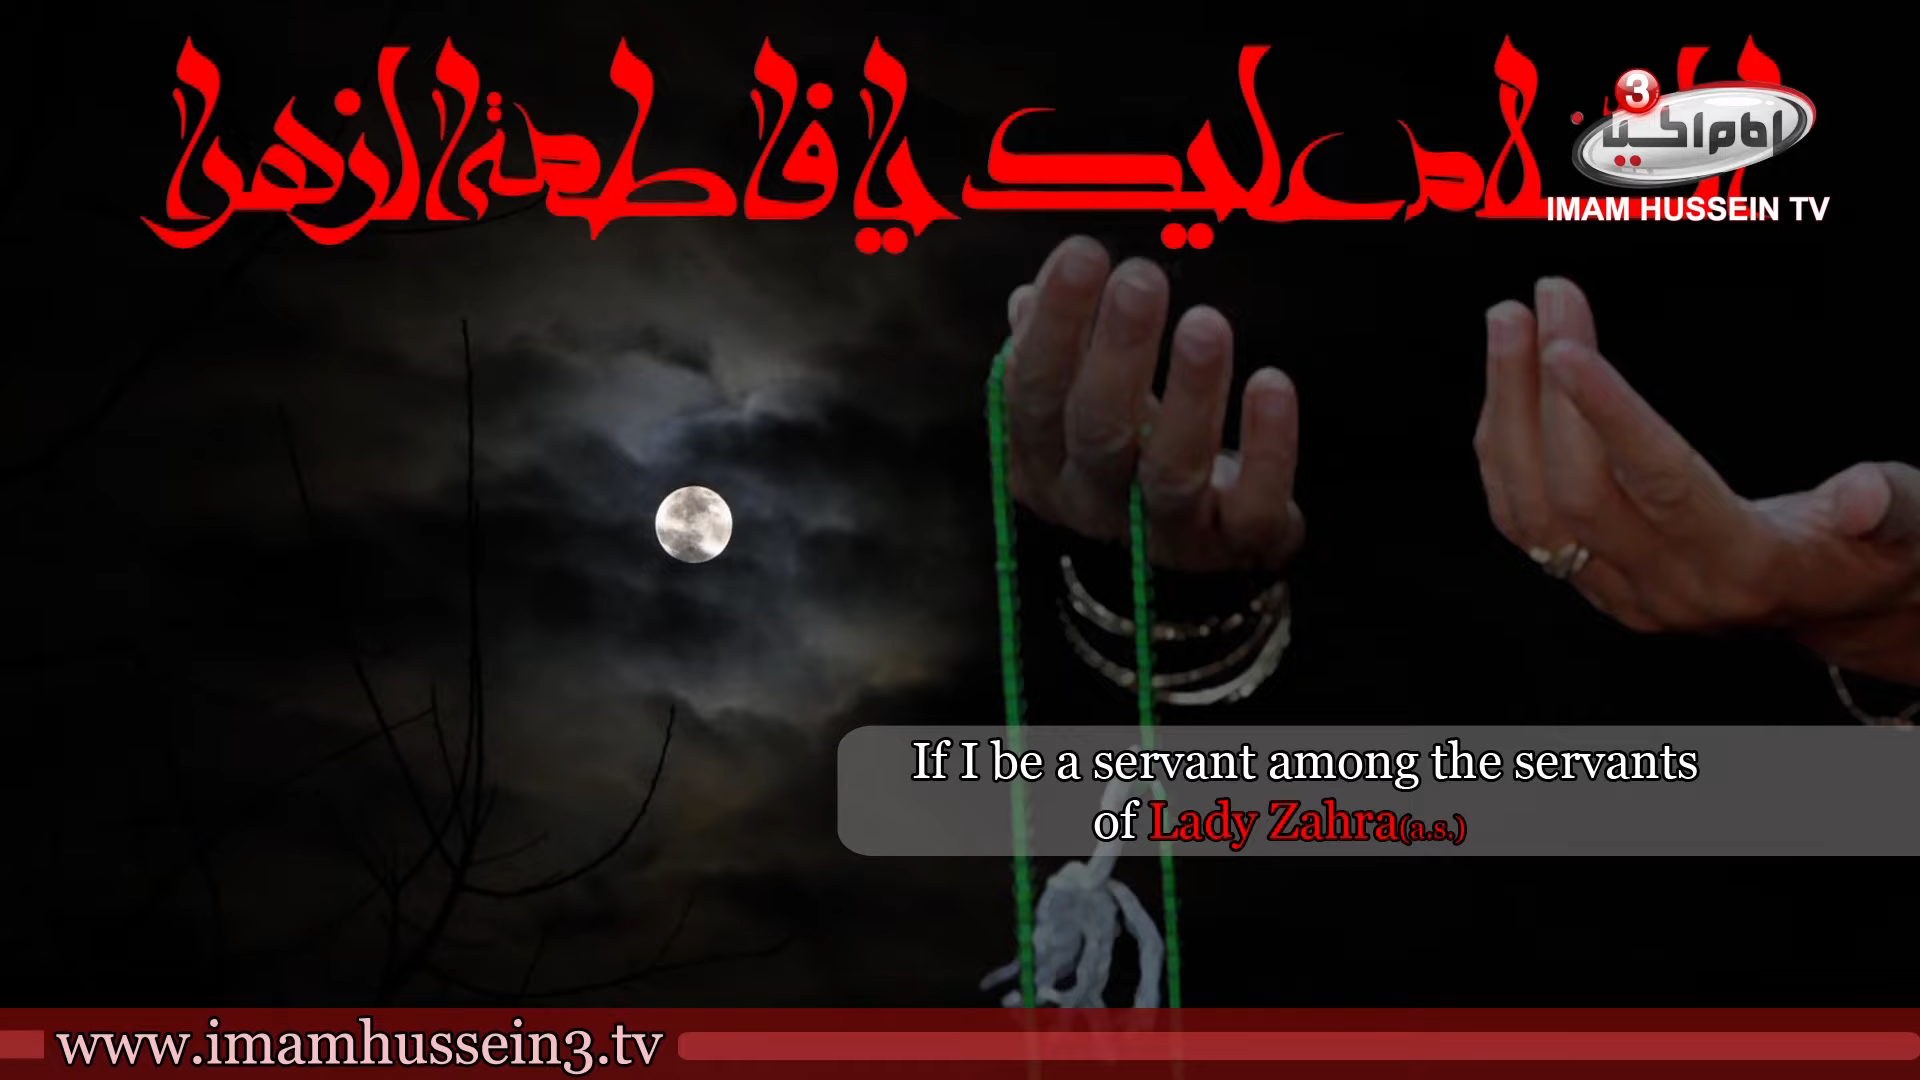 السلام عليك يا فاطمة الزهرا
3
IMAM HUSSEIN TV
If I be a servant among the servants
of Lady Zahra(a.s.)
www.imamhussein3.tv